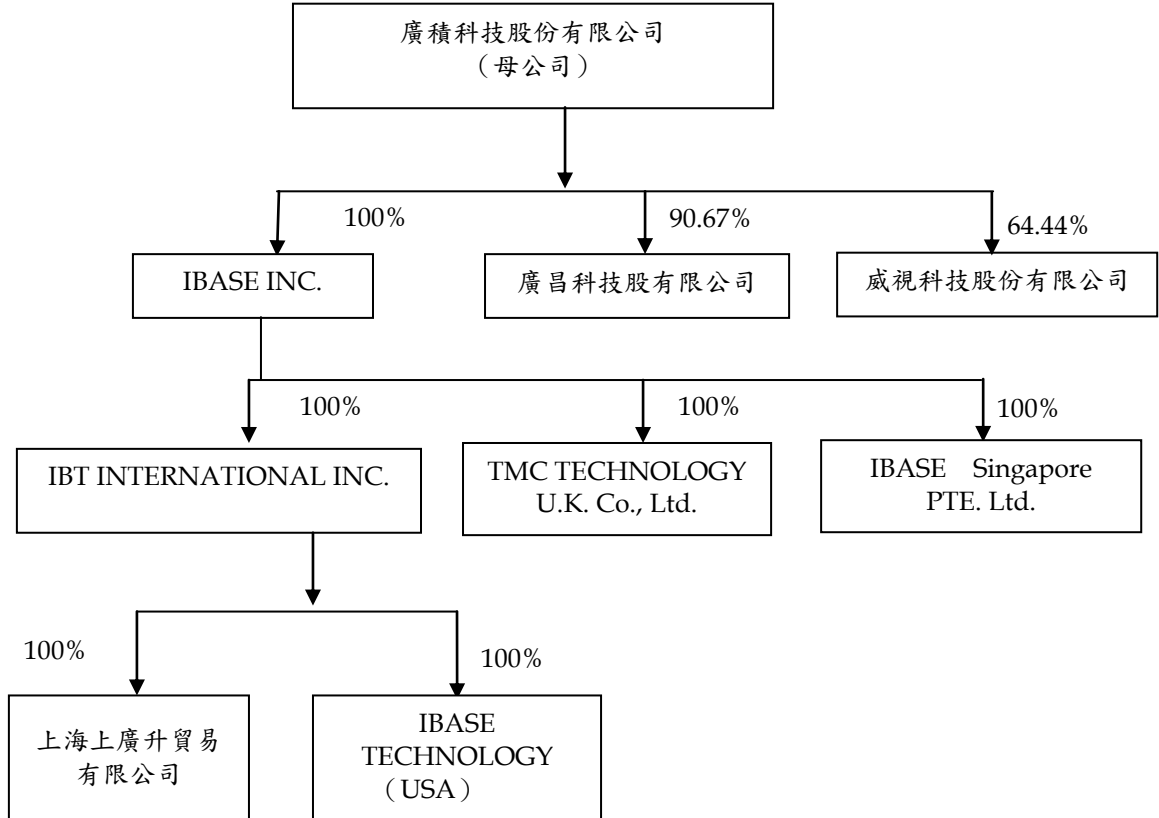 廣積科技股份有限公司
（母公司）
100%
90.67%
64.44%
IBASE INC.
廣昌科技股有限公司
威視科技股份有限公司
100%
100%
100%
IBT INTERNATIONAL INC.
TMC TECHNOLOGY
U.K. Co., Ltd.
IBASE Singapore
PTE. Ltd.
100%
100%
上海上廣升貿易
有限公司
IBASE
TECHNOLOGY
（USA）